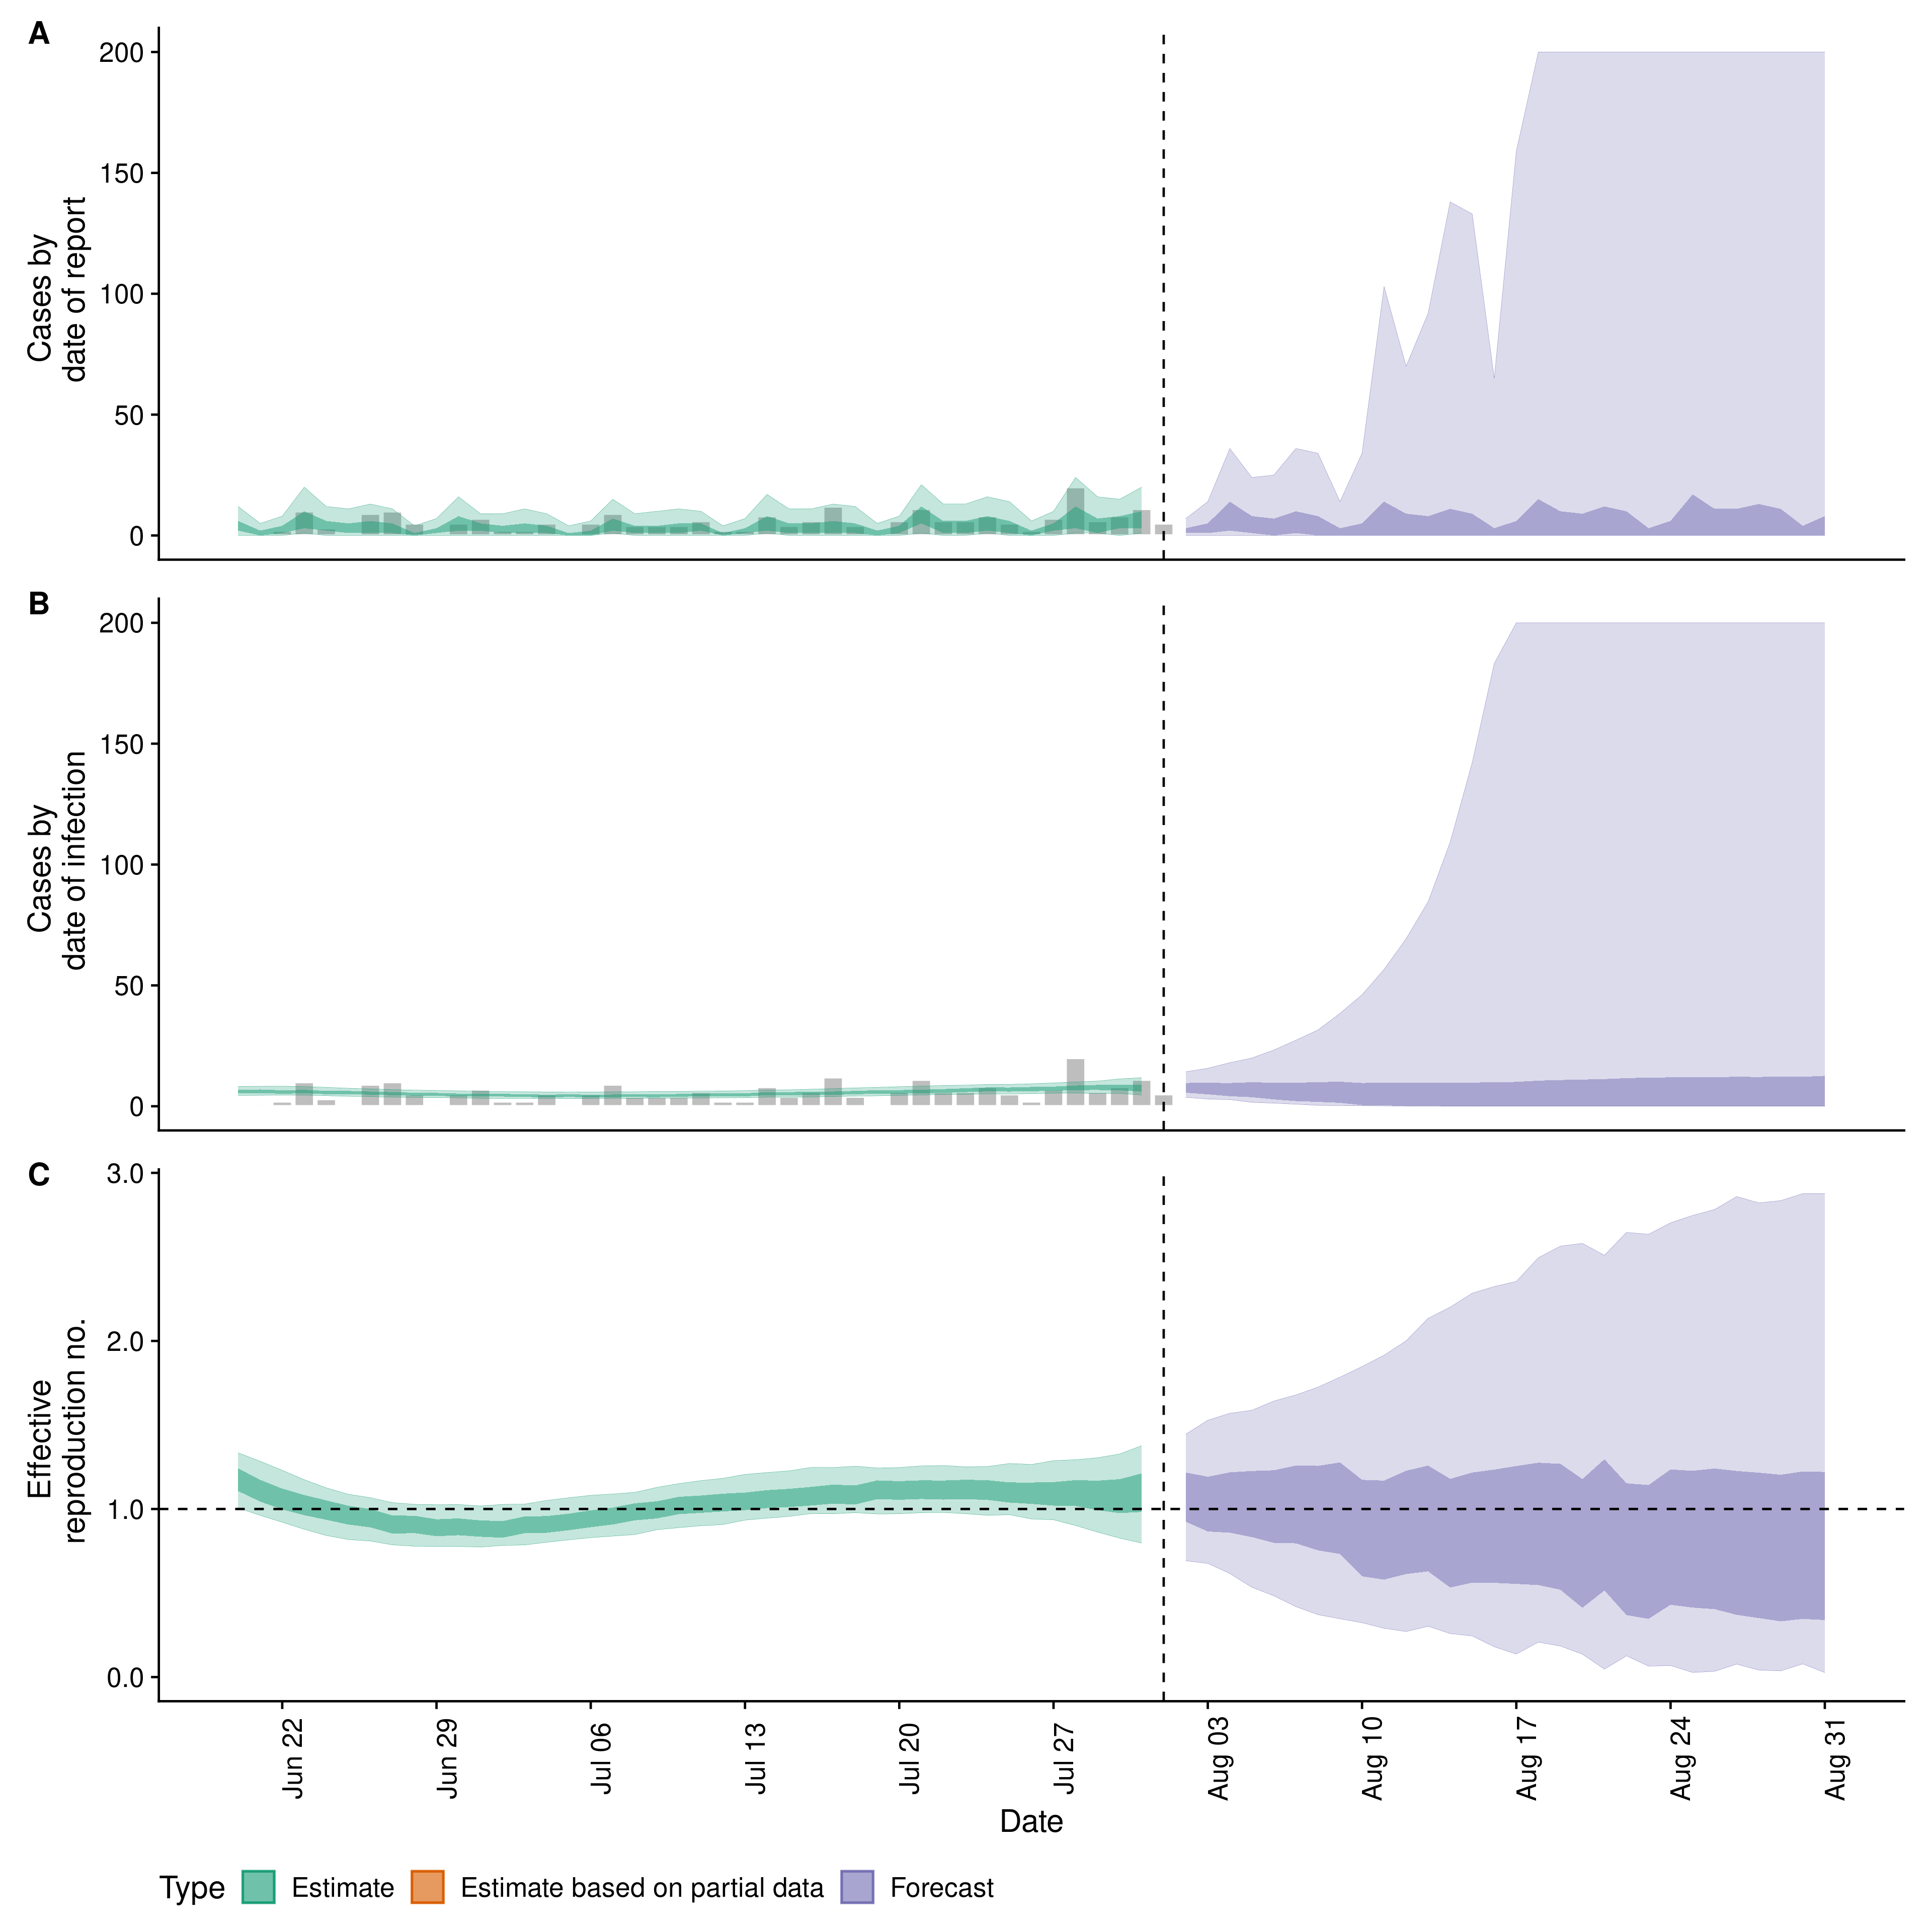 A
200
150
100
50
0
Cases by
date of report
B
200
150
100
50
0
Cases by
date of infection
C
3.0
2.0
1.0
0.0
Effective
reproduction no.
Jun 22
Jun 29
Jul 06
Jul 13
Jul 20
Jul 27
Aug 03
Aug 10
Aug 17
Aug 24
Aug 31
Date
Type Estimate Estimate based on partial data Forecast